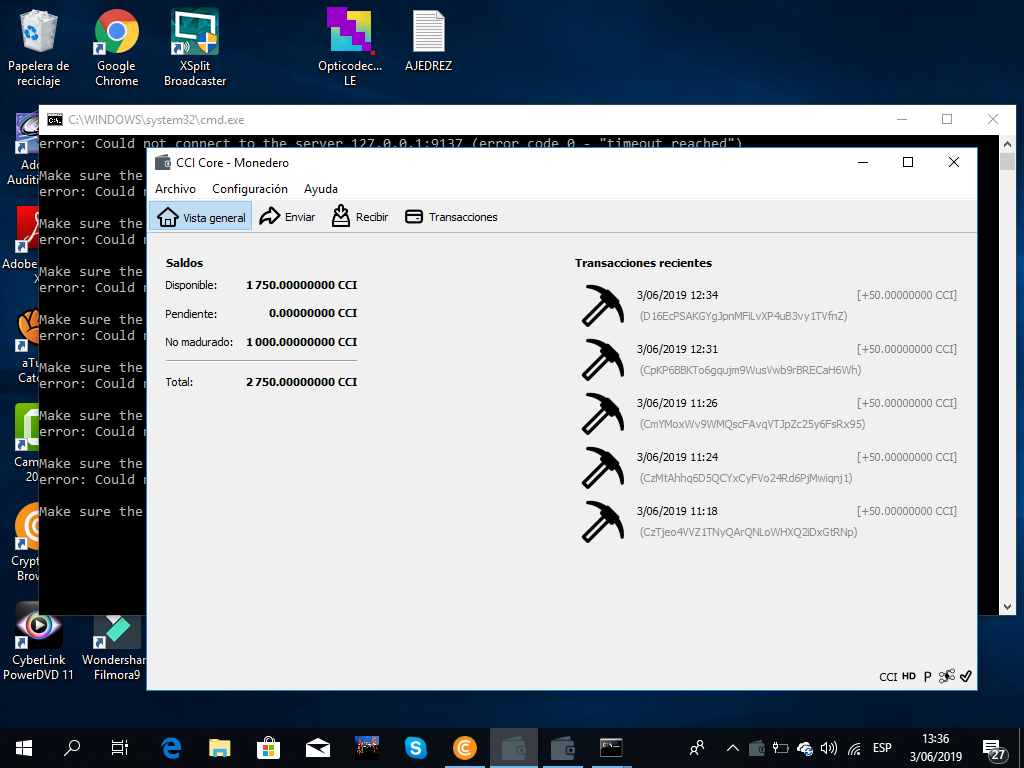 Papelera de
reciclaje
Google
Chrome
XSplit
Broadcaster
Opticodec...
LE
AJEDREZ
C:\WINDOWS\system32\cmd.exe
error: Could not connect to the server 127.0.0.1:9137 (error code 0 - "timeout reached")
Make sure the
error: Could
Make sure the
error: Could
Make sure the
error: Could
Make sure the
error: Could
Make sure the
error: Could
Make sure the
error: Could
Make sure the
error: Could
Make sure the
CCI Core - Monedero
Archivo Configuración Ayuda
Vista general Enviar Recibir Transacciones
Saldos
Disponible: 1 750.00000000 CCI
Pendiente: 0.00000000 CCI
No madurado: 1 000.00000000 CCI
Total: 2 750.00000000 CCI
Transacciones recientes
3/06/2019 12:34 [+50.00000000 CCI]
(D16EcPSAKGYgJpnMFiLvXP4uB3vy1TVfnZ)
3/06/2019 12:31 [+50.00000000 CCI]
(CpKP6BBKTo6gqujm9WusVwb9rBRECaH6Wh)
3/06/2019 11:26 [+50.00000000 CCI]
(CmYMoxWv9WMQscFAvqVTJpZc25y6FsRx95)
3/06/2019 11:24 [+50.00000000 CCI]
(CzMtAhhq6D5QCYxCyFVo24Rd6PjMwiqnj1)
3/06/2019 11:18 [+50.00000000 CCI]
(CzTjeo4VVZ1TNyQArQNLoWHXQ2iDxGtRNp)
CCI HD P
Ado
Auditi
Adobe
X
aTu
Catc
Cam
20
Crypt
Brow
CyberLink
PowerDVD 11
Wondershar
Filmora9
ESP
13:36
3/06/2019
27